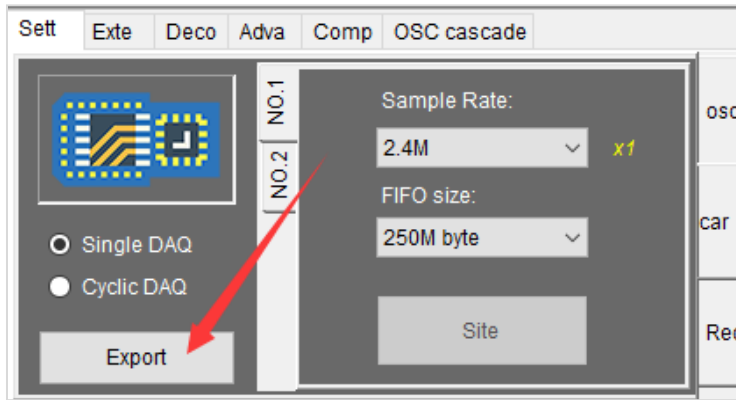 Sett Exte Deco Adva Comp OSC cascade
NO.1
NO.2
Sample Rate:
2.4M x1
FIFO size:
250M byte
Single DAQ
Cyclic DAQ
Export
Site
osc
car
Rec